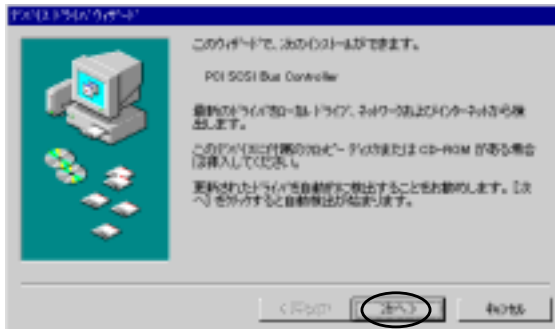 デバイス ドライバ ウィザード
このウィザードで、次のインストールができます。
PCI SCSI Bus Controller
最新のドライバをローカル ドライブ、ネットワークおよびインターネットから検
出します。
このデバイスに付属のフロッピー ディスクまたは CD-ROM がある場合
は挿入してください。
更新されたドライバを自動的に検出することをお勧めします。[次
へ] をクリックすると自動検出が始まります。
< 戻る(B)
次へ >
キャンセル